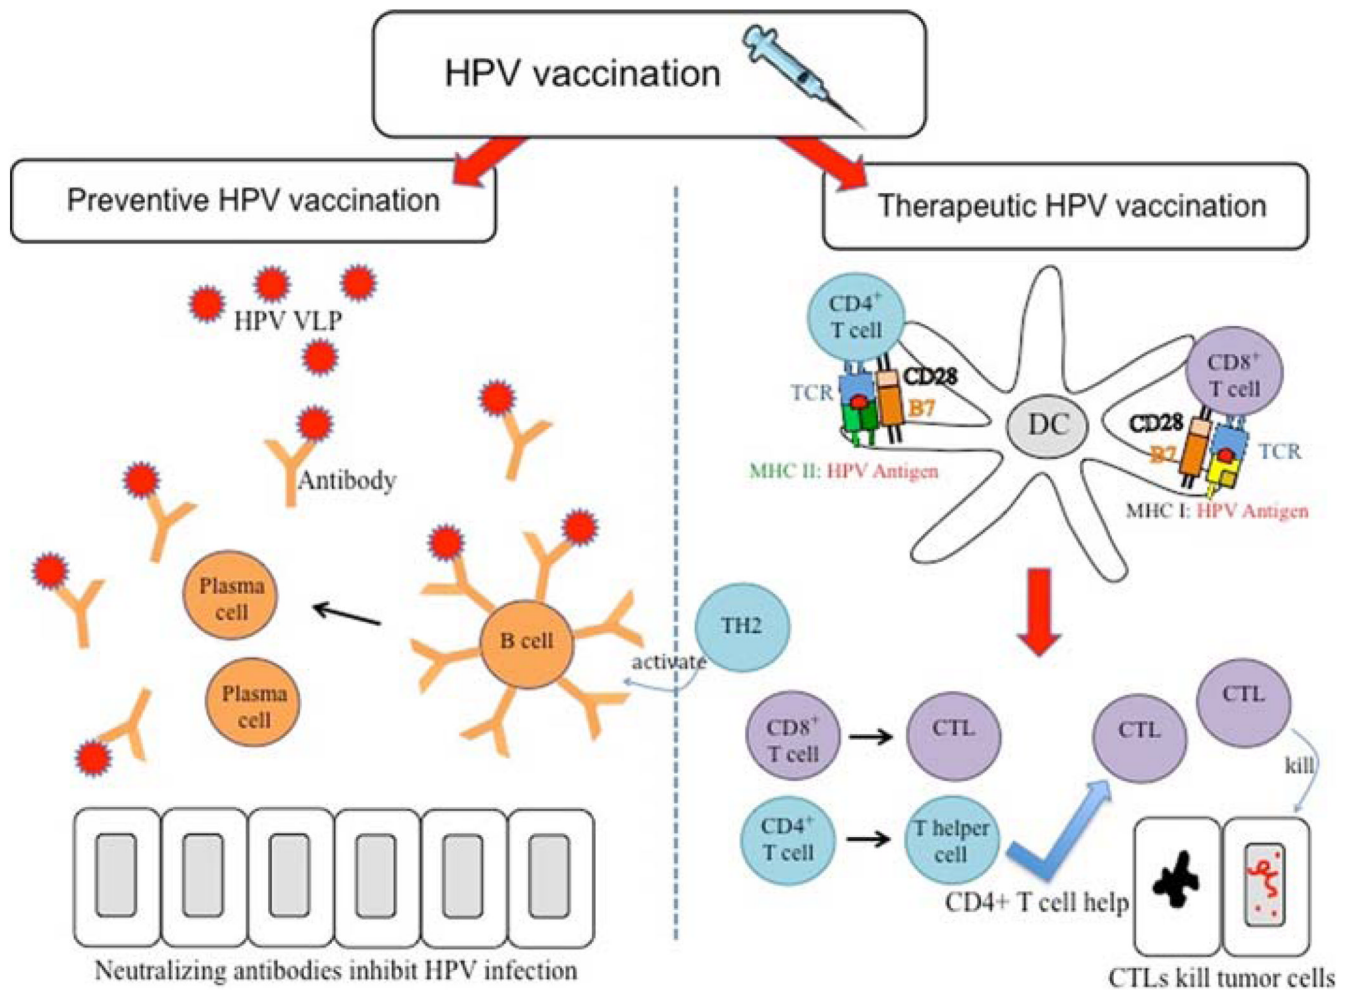 HPV vaccination
Preventive HPV vaccination
Therapeutic HPV vaccination
HPV VLP
Antibody
Plasma
cell
Plasma
cell
B cell
activate
TH2
Neutralizing antibodies inhibit HPV infection
CD4+
T cell
TCR
CD28
B7
MHC II: HPV Antigen
DC
CD8+
T cell
CD28
B7
TCR
MHC I: HPV Antigen
CD8+
T cell
CTL
CTL
CTL
kill
CD4+
T cell
T helper
cell
CD4+ T cell help
CTLs kill tumor cells